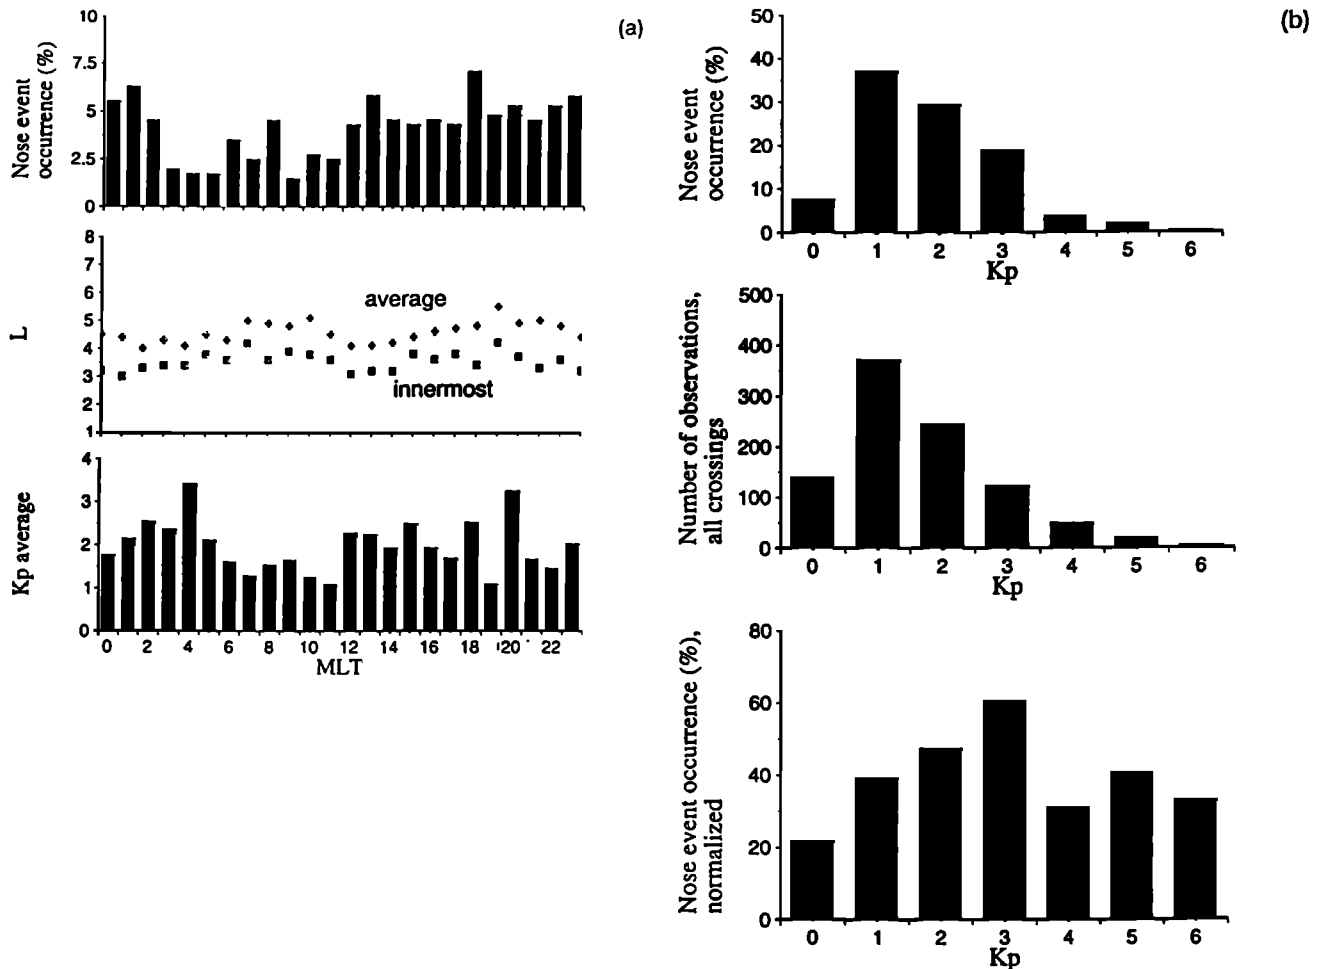 (a)
Nose event
occurrence (%)
10
7.5
5
2.5
0
L
8
7
6
5
4
3
2
1
average
innermost
Kp average
4
3
2
1
0
0 2 4 6 8 10 12 14 16 18 20 22
MLT
(b)
Nose event
occurrence (%)
50
40
30
20
10
0
0 1 2 3 4 5 6
Kp
Number of observations,
all crossings
500
400
300
200
100
0
0 1 2 3 4 5 6
Kp
Nose event occurrence (%),
normalized
80
60
40
20
0
0 1 2 3 4 5 6
Kp